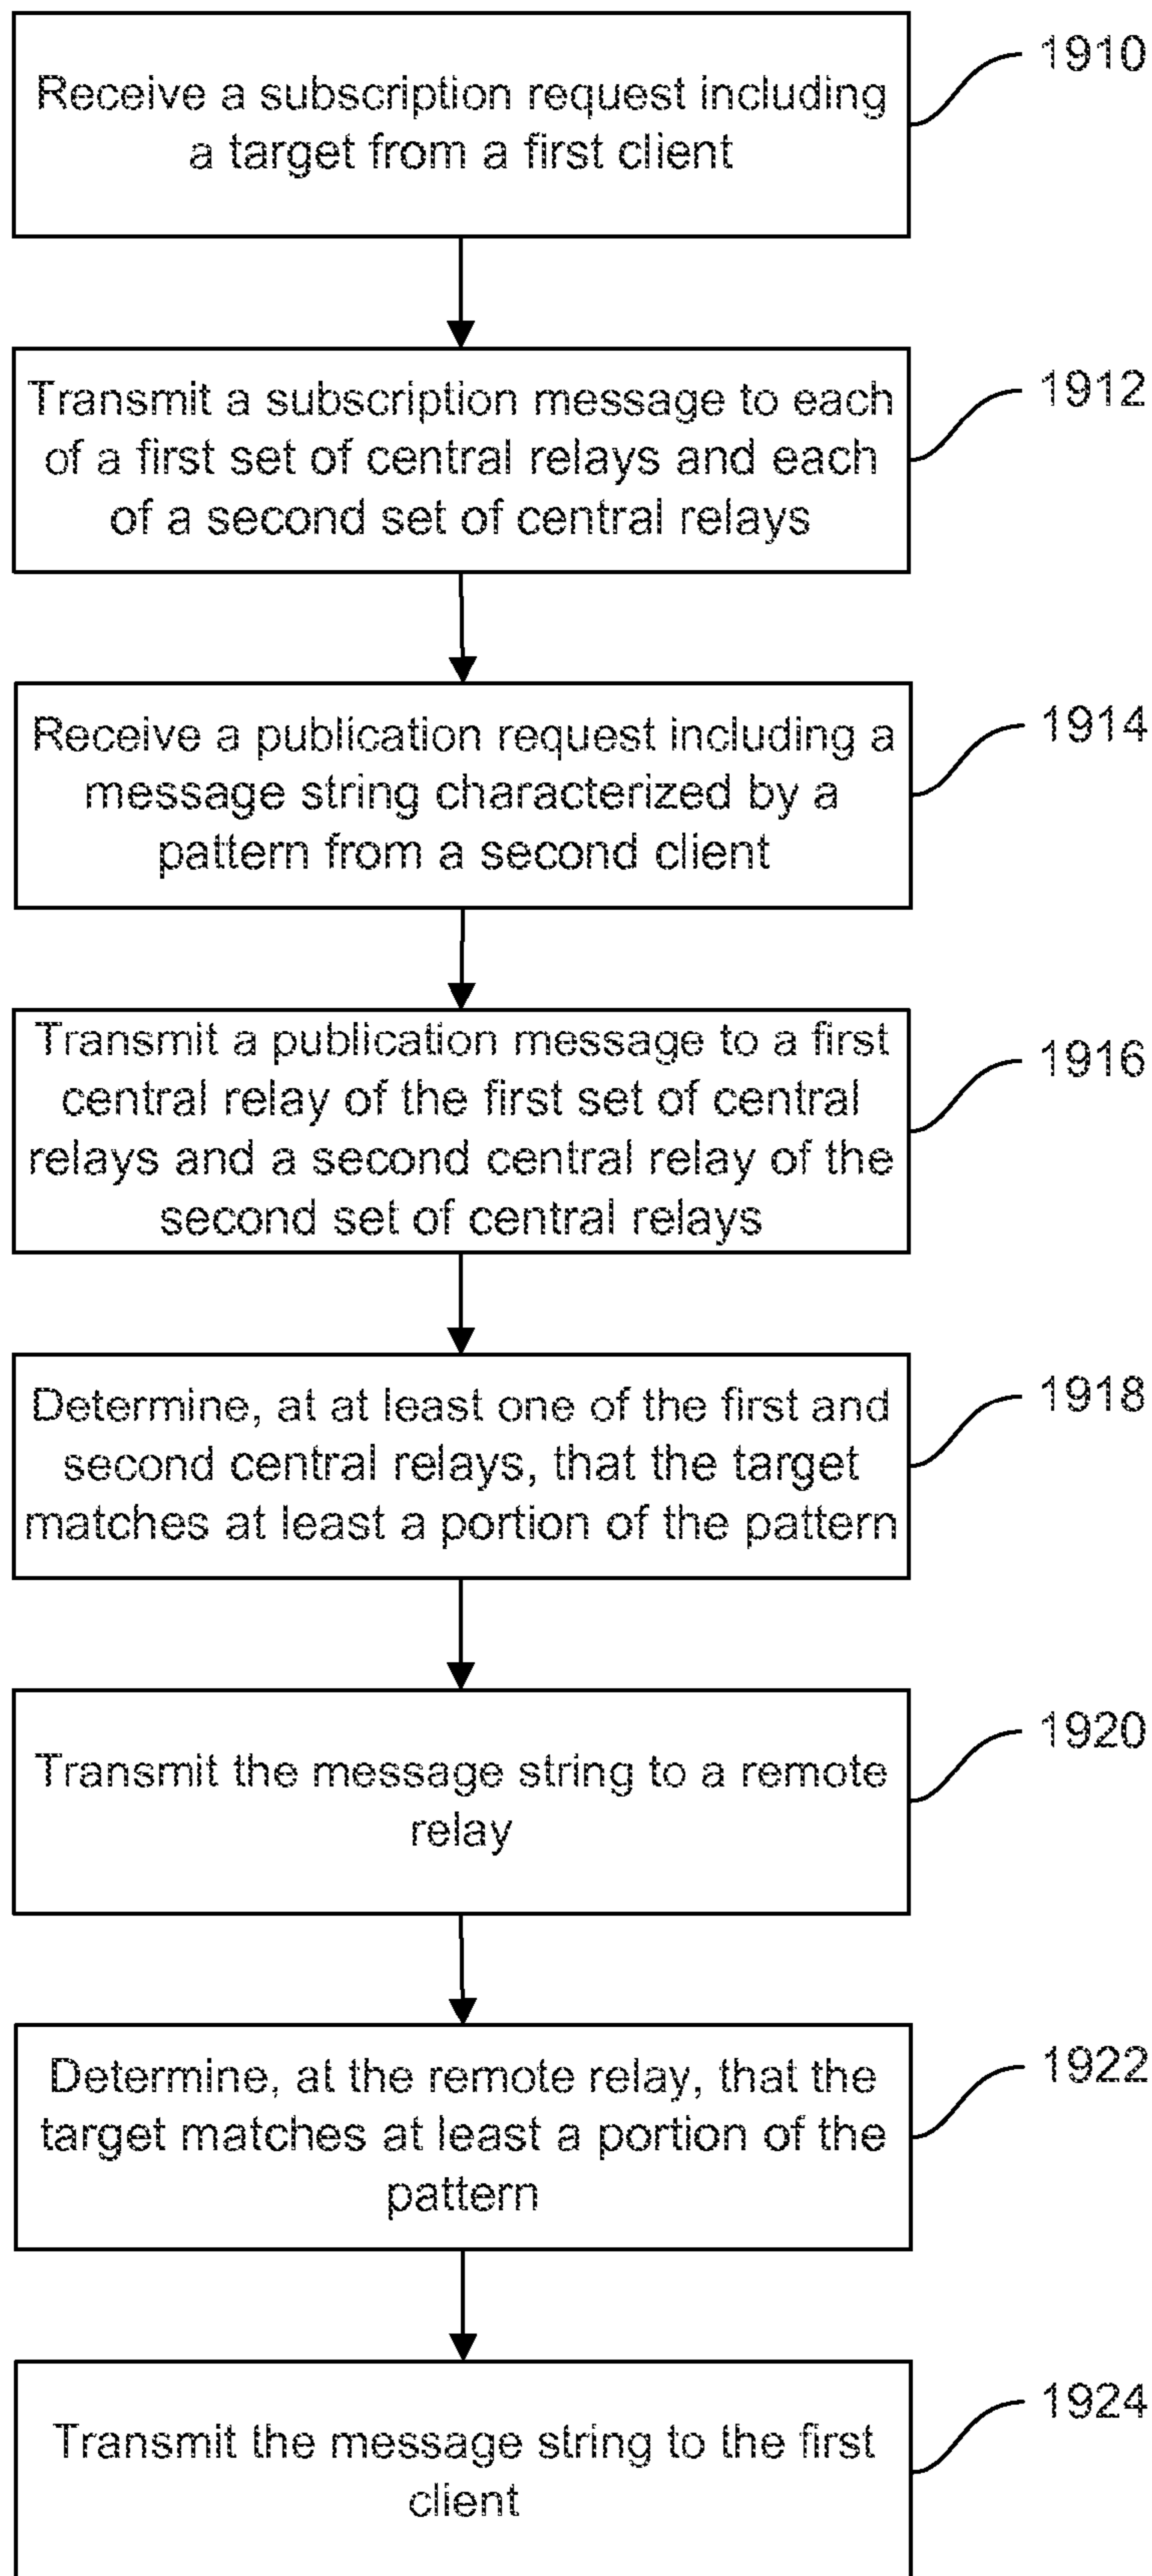 Receive a subscription request including
a target from a first client
1910
Transmit a subscription message to each
of a first set of central relays and each
of a second set of central relays
1912
Receive a publication request including a
message string characterized by a
pattern from a second client
1914
Transmit a publication message to a first
central relay of the first set of central
relays and a second central relay of the
second set of central relays
1916
Determine, at at least one of the first and
second central relays, that the target
matches at least a portion of the pattern
1918
Transmit the message string to a remote
relay
1920
Determine, at the remote relay, that the
target matches at least a portion of the
pattern
1922
Transmit the message string to the first
client
1924